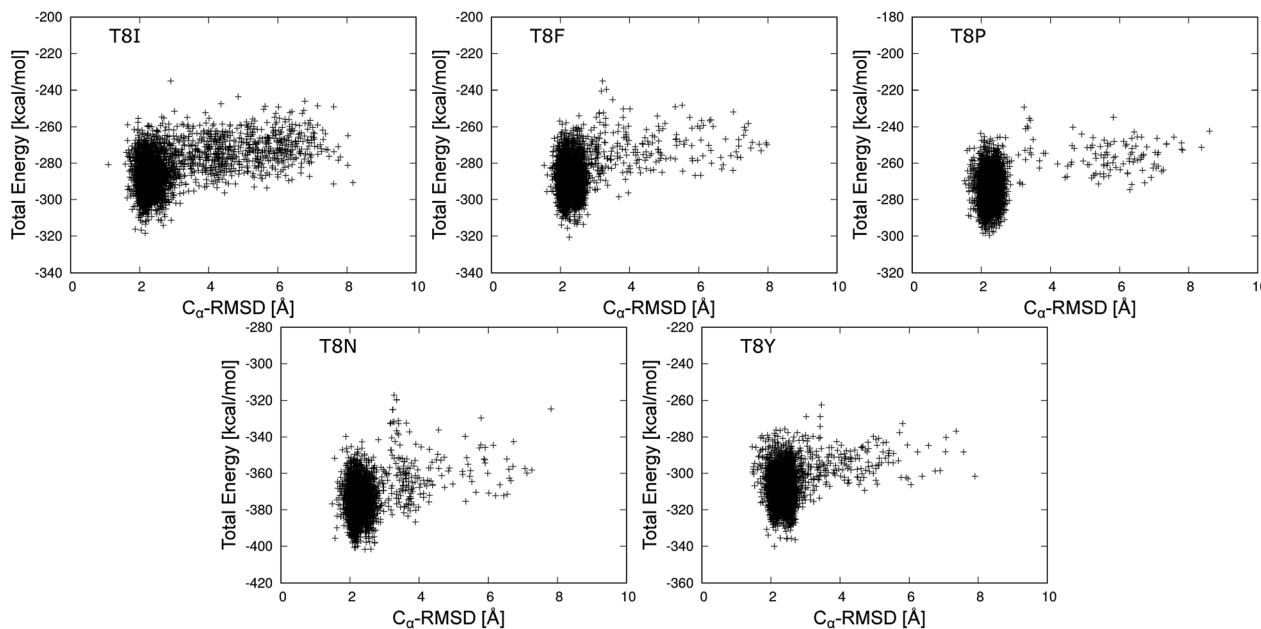 T8I
Total Energy [kcal/mol]
-200
-220
-240
-260
-280
-300
-320
-340
0 2 4 6 8 10
Cα-RMSD [Å]
T8F
Total Energy [kcal/mol]
-200
-220
-240
-260
-280
-300
-320
-340
0 2 4 6 8 10
Cα-RMSD [Å]
T8P
Total Energy [kcal/mol]
-180
-200
-220
-240
-260
-280
-300
-320
0 2 4 6 8 10
Cα-RMSD [Å]
T8N
Total Energy [kcal/mol]
-280
-300
-320
-340
-360
-380
-400
-420
0 2 4 6 8 10
Cα-RMSD [Å]
T8Y
Total Energy [kcal/mol]
-220
-240
-260
-280
-300
-320
-340
-360
0 2 4 6 8 10
Cα-RMSD [Å]